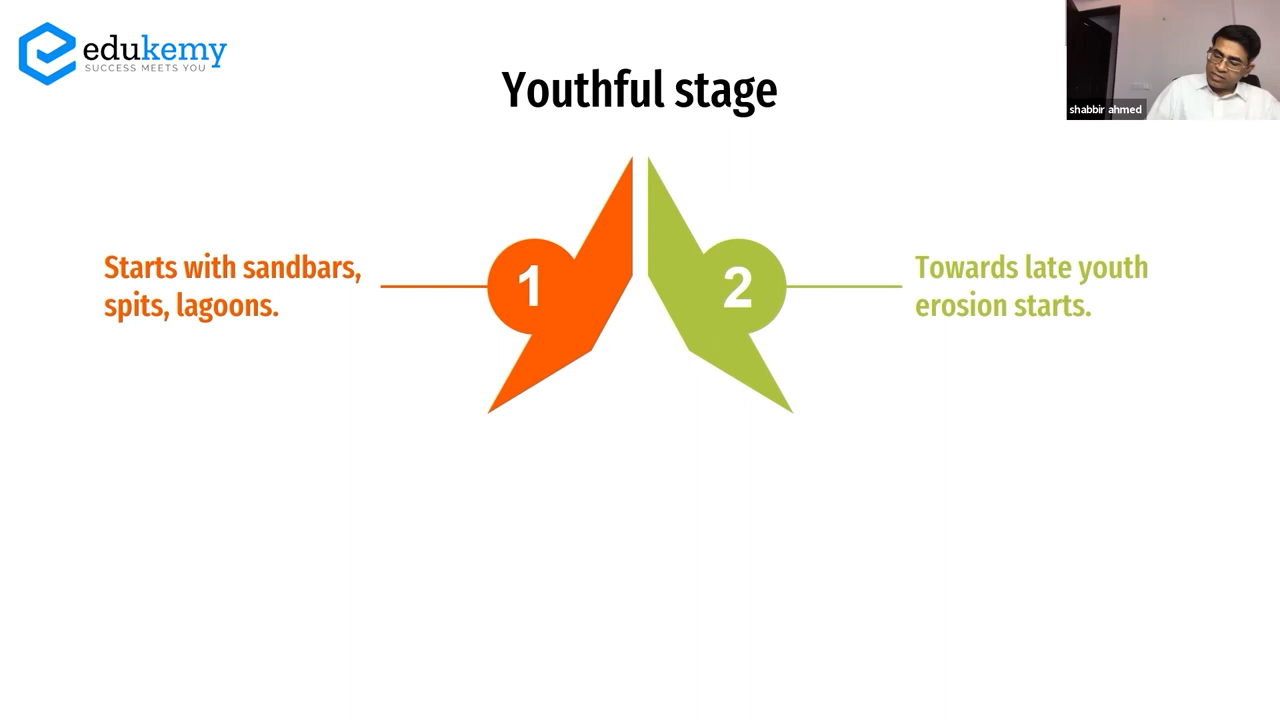 edukemy
SUCCESS MEETS YOU
Youthful stage
shabbir ahmed
Starts with sandbars,
spits, lagoons.
1
2
Towards late youth
erosion starts.